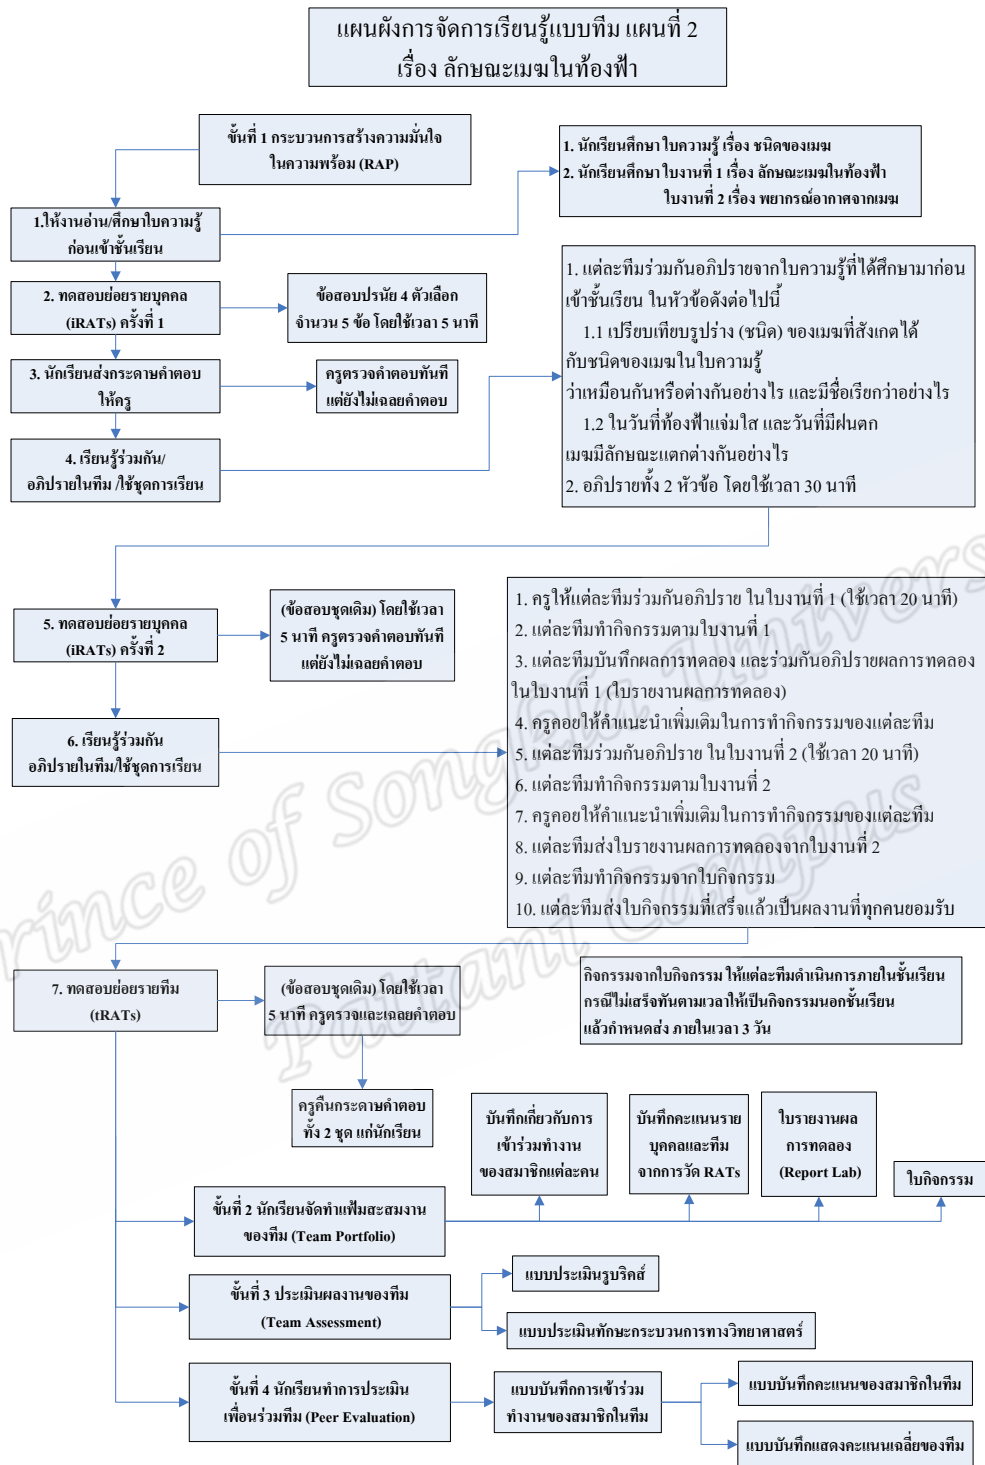 แผนผังการจัดการเรียนรู้แบบทีม แผนที่ 2
เรื่อง ลักษณะเมฆในท้องฟ้า
ขั้นที่ 1 กระบวนการสร้างความมั่นใจ
ในความพร้อม (RAP)
1. นักเรียนศึกษา ใบความรู้ เรื่อง ชนิดของเมฆ
2. นักเรียนศึกษา ใบงานที่ 1 เรื่อง ลักษณะเมฆในท้องฟ้า
ใบงานที่ 2 เรื่อง พยากรณ์อากาศจากเมฆ
1.ให้งานอ่าน/ศึกษาใบความรู้
ก่อนเข้าชั้นเรียน
2. ทดสอบย่อยรายบุคคล
(iRATs) ครั้งที่ 1
ข้อสอบปรนัย 4 ตัวเลือก
จำนวน 5 ข้อ โดยใช้เวลา 5 นาที
3. นักเรียนส่งกระดาษคำตอบ
ให้ครู
ครูตรวจคำตอบทันที
แต่ยังไม่เฉลยคำตอบ
4. เรียนรู้ร่วมกัน/
อภิปรายในทีม /ใช้ชุดการเรียน
1. แต่ละทีมร่วมกันอภิปรายจากใบความรู้ที่ได้ศึกษามาก่อน
เข้าชั้นเรียน ในหัวข้อดังต่อไปนี้
1.1 เปรียบเทียบรูปร่าง (ชนิด) ของเมฆที่สังเกตได้
กับชนิดของเมฆในใบความรู้
ว่าเหมือนกันหรือต่างกันอย่างไร และมีชื่อเรียกว่าอย่างไร
1.2 ในวันที่ท้องฟ้าแจ่มใส และวันที่มีฝนตก
เมฆมีลักษณะแตกต่างกันอย่างไร
2. อภิปรายทั้ง 2 หัวข้อ โดยใช้เวลา 30 นาที
5. ทดสอบย่อยรายบุคคล
(iRATs) ครั้งที่ 2
(ข้อสอบชุดเดิม) โดยใช้เวลา
5 นาที ครูตรวจคำตอบทันที
แต่ยังไม่เฉลยคำตอบ
6. เรียนรู้ร่วมกัน
อภิปรายในทีม/ใช้ชุดการเรียน
1. ครูให้แต่ละทีมร่วมกันอภิปราย ในใบงานที่ 1 (ใช้เวลา 20 นาที)
2. แต่ละทีมทำกิจกรรมตามใบงานที่ 1
3. แต่ละทีมบันทึกผลการทดลอง และร่วมกันอภิปรายผลการทดลอง
ในใบงานที่ 1 (ใบรายงานผลการทดลอง)
4. ครูคอยให้คำแนะนำเพิ่มเติมในการทำกิจกรรมของแต่ละทีม
5. แต่ละทีมร่วมกันอภิปราย ในใบงานที่ 2 (ใช้เวลา 20 นาที)
6. แต่ละทีมทำกิจกรรมตามใบงานที่ 2
7. ครูคอยให้คำแนะนำเพิ่มเติมในการทำกิจกรรมของแต่ละทีม
8. แต่ละทีมส่งใบรายงานผลการทดลองจากใบงานที่ 2
9. แต่ละทีมทำกิจกรรมจากใบกิจกรรม
10. แต่ละทีมส่งใบกิจกรรมที่เสร็จแล้วเป็นผลงานที่ทุกคนยอมรับ
7. ทดสอบย่อยรายทีม
(tRATs)
(ข้อสอบชุดเดิม) โดยใช้เวลา
5 นาที ครูตรวจและเฉลยคำตอบ
กิจกรรมจากใบกิจกรรม ให้แต่ละทีมดำเนินการภายในชั้นเรียน
กรณีไม่เสร็จทันตามเวลาให้เป็นกิจกรรมนอกชั้นเรียน
แล้วกำหนดส่ง ภายในเวลา 3 วัน
ครูคืนกระดาษคำตอบ
ทั้ง 2 ชุด แก่นักเรียน
บันทึกเกี่ยวกับการ
เข้าร่วมทำงาน
ของสมาชิกแต่ละคน
บันทึกคะแนนราย
บุคคลและทีม
จากการวัด RATs
ใบรายงานผล
การทดลอง
(Report Lab)
ใบกิจกรรม
ขั้นที่ 2 นักเรียนจัดทำแฟ้มสะสมงาน
ของทีม (Team Portfolio)
ขั้นที่ 3 ประเมินผลงานของทีม
(Team Assessment)
แบบประเมินรูบริคส์
แบบประเมินทักษะกระบวนการทางวิทยาศาสตร์
ขั้นที่ 4 นักเรียนทำการประเมิน
เพื่อนร่วมทีม (Peer Evaluation)
แบบบันทึกการเข้าร่วม
ทำงานของสมาชิกในทีม
แบบบันทึกคะแนนของสมาชิกในทีม
แบบบันทึกแสดงคะแนนเฉลี่ยของทีม
Prince of Songkla Univers
Pattani Campus